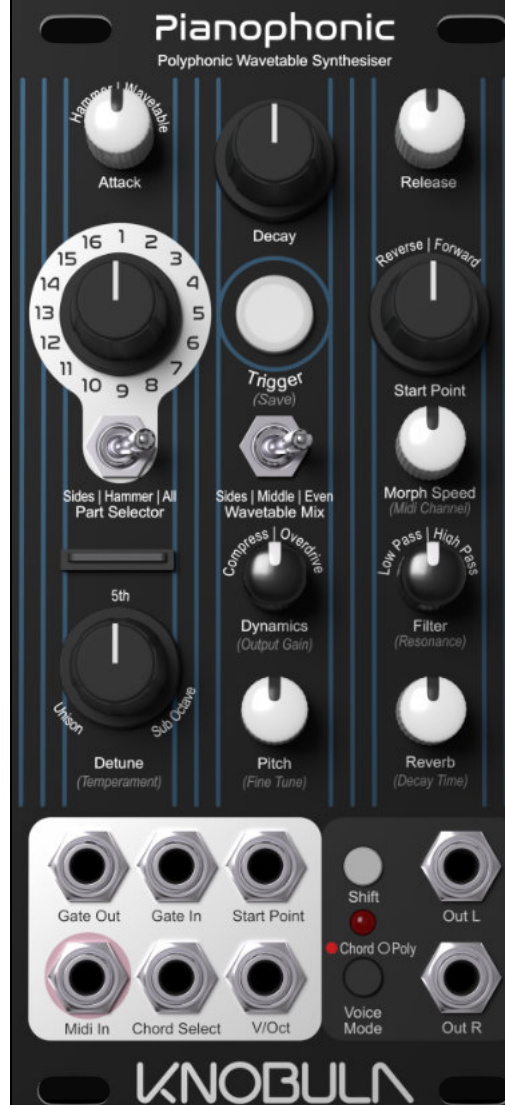 Pianophonic
Polyphonic Wavetable Synthesiser
Hammer | Wavetable
Attack
Decay
Release
16 1 2 3 4 5 6 7 8 9 10 11 12 13 14 15
Reverse | Forward
Trigger
(Save)
Start Point
Sides | Hammer | All
Part Selector
Sides | Middle | Even
Wavetable Mix
Morph Speed
(Midi Channel)
5th
Unison
Sub Octave
Detune
(Temperament)
Compress | Overdrive
Dynamics
(Output Gain)
Low Pass | High Pass
Filter
(Resonance)
Pitch
(Fine Tune)
Reverb
(Decay Time)
Gate Out
Gate In
Start Point
Shift
Out L
Chord Poly
Midi In
Chord Select
V/Oct
Voice
Mode
Out R
KNOBULA